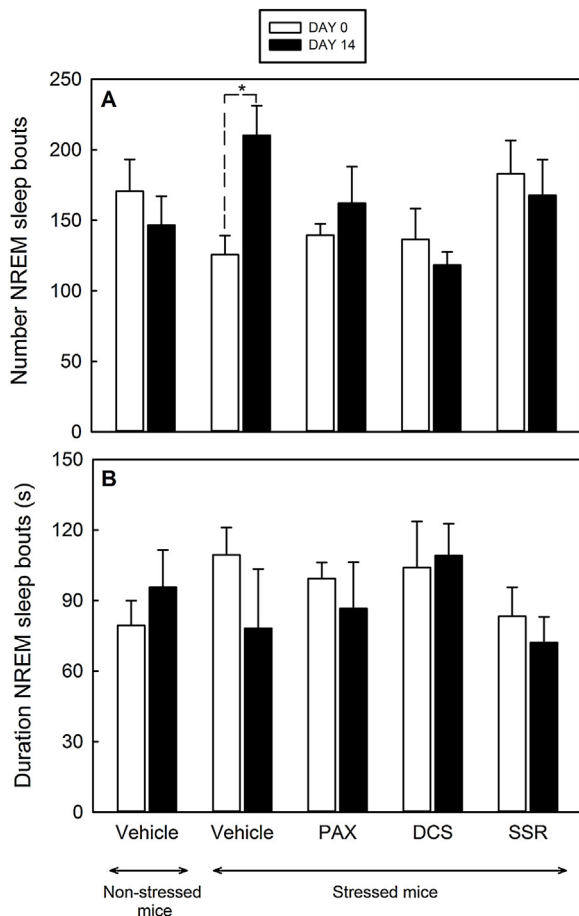 DAY 0
DAY 14
A
*
Number NREM sleep bouts
250
200
150
100
50
0
B
Duration NREM sleep bouts (s)
150
120
90
60
30
0
Vehicle Vehicle PAX DCS SSR
Non-stressed Stressed mice
mice